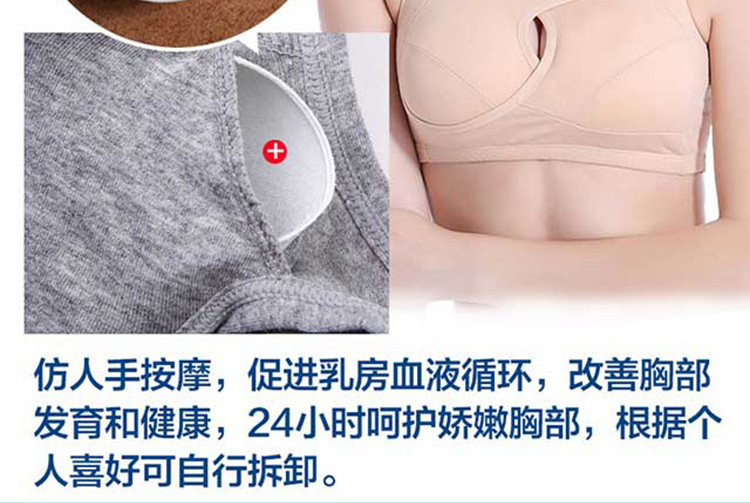 仿人手按摩，促进乳房血液循环，改善胸部
发育和健康，24小时呵护娇嫩胸部，根据个
人喜好可自行拆卸。